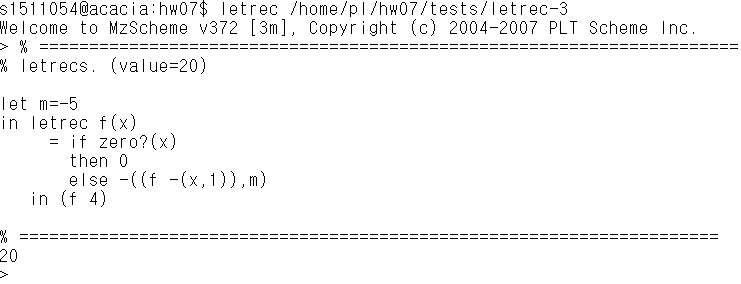 s1511054@acacia:hw07$ letrec /home/pl/hw07/tests/letrec-3
Welcome to MzScheme v372 [3m], Copyright (c) 2004-2007 PLT Scheme Inc.
> % ======================================================================
% letrecs. (value=20)

let m=-5
in letrec f(x)
     = if zero?(x)
       then 0
       else -((f -(x,1)),m)
   in (f 4)

% ======================================================================
20
>